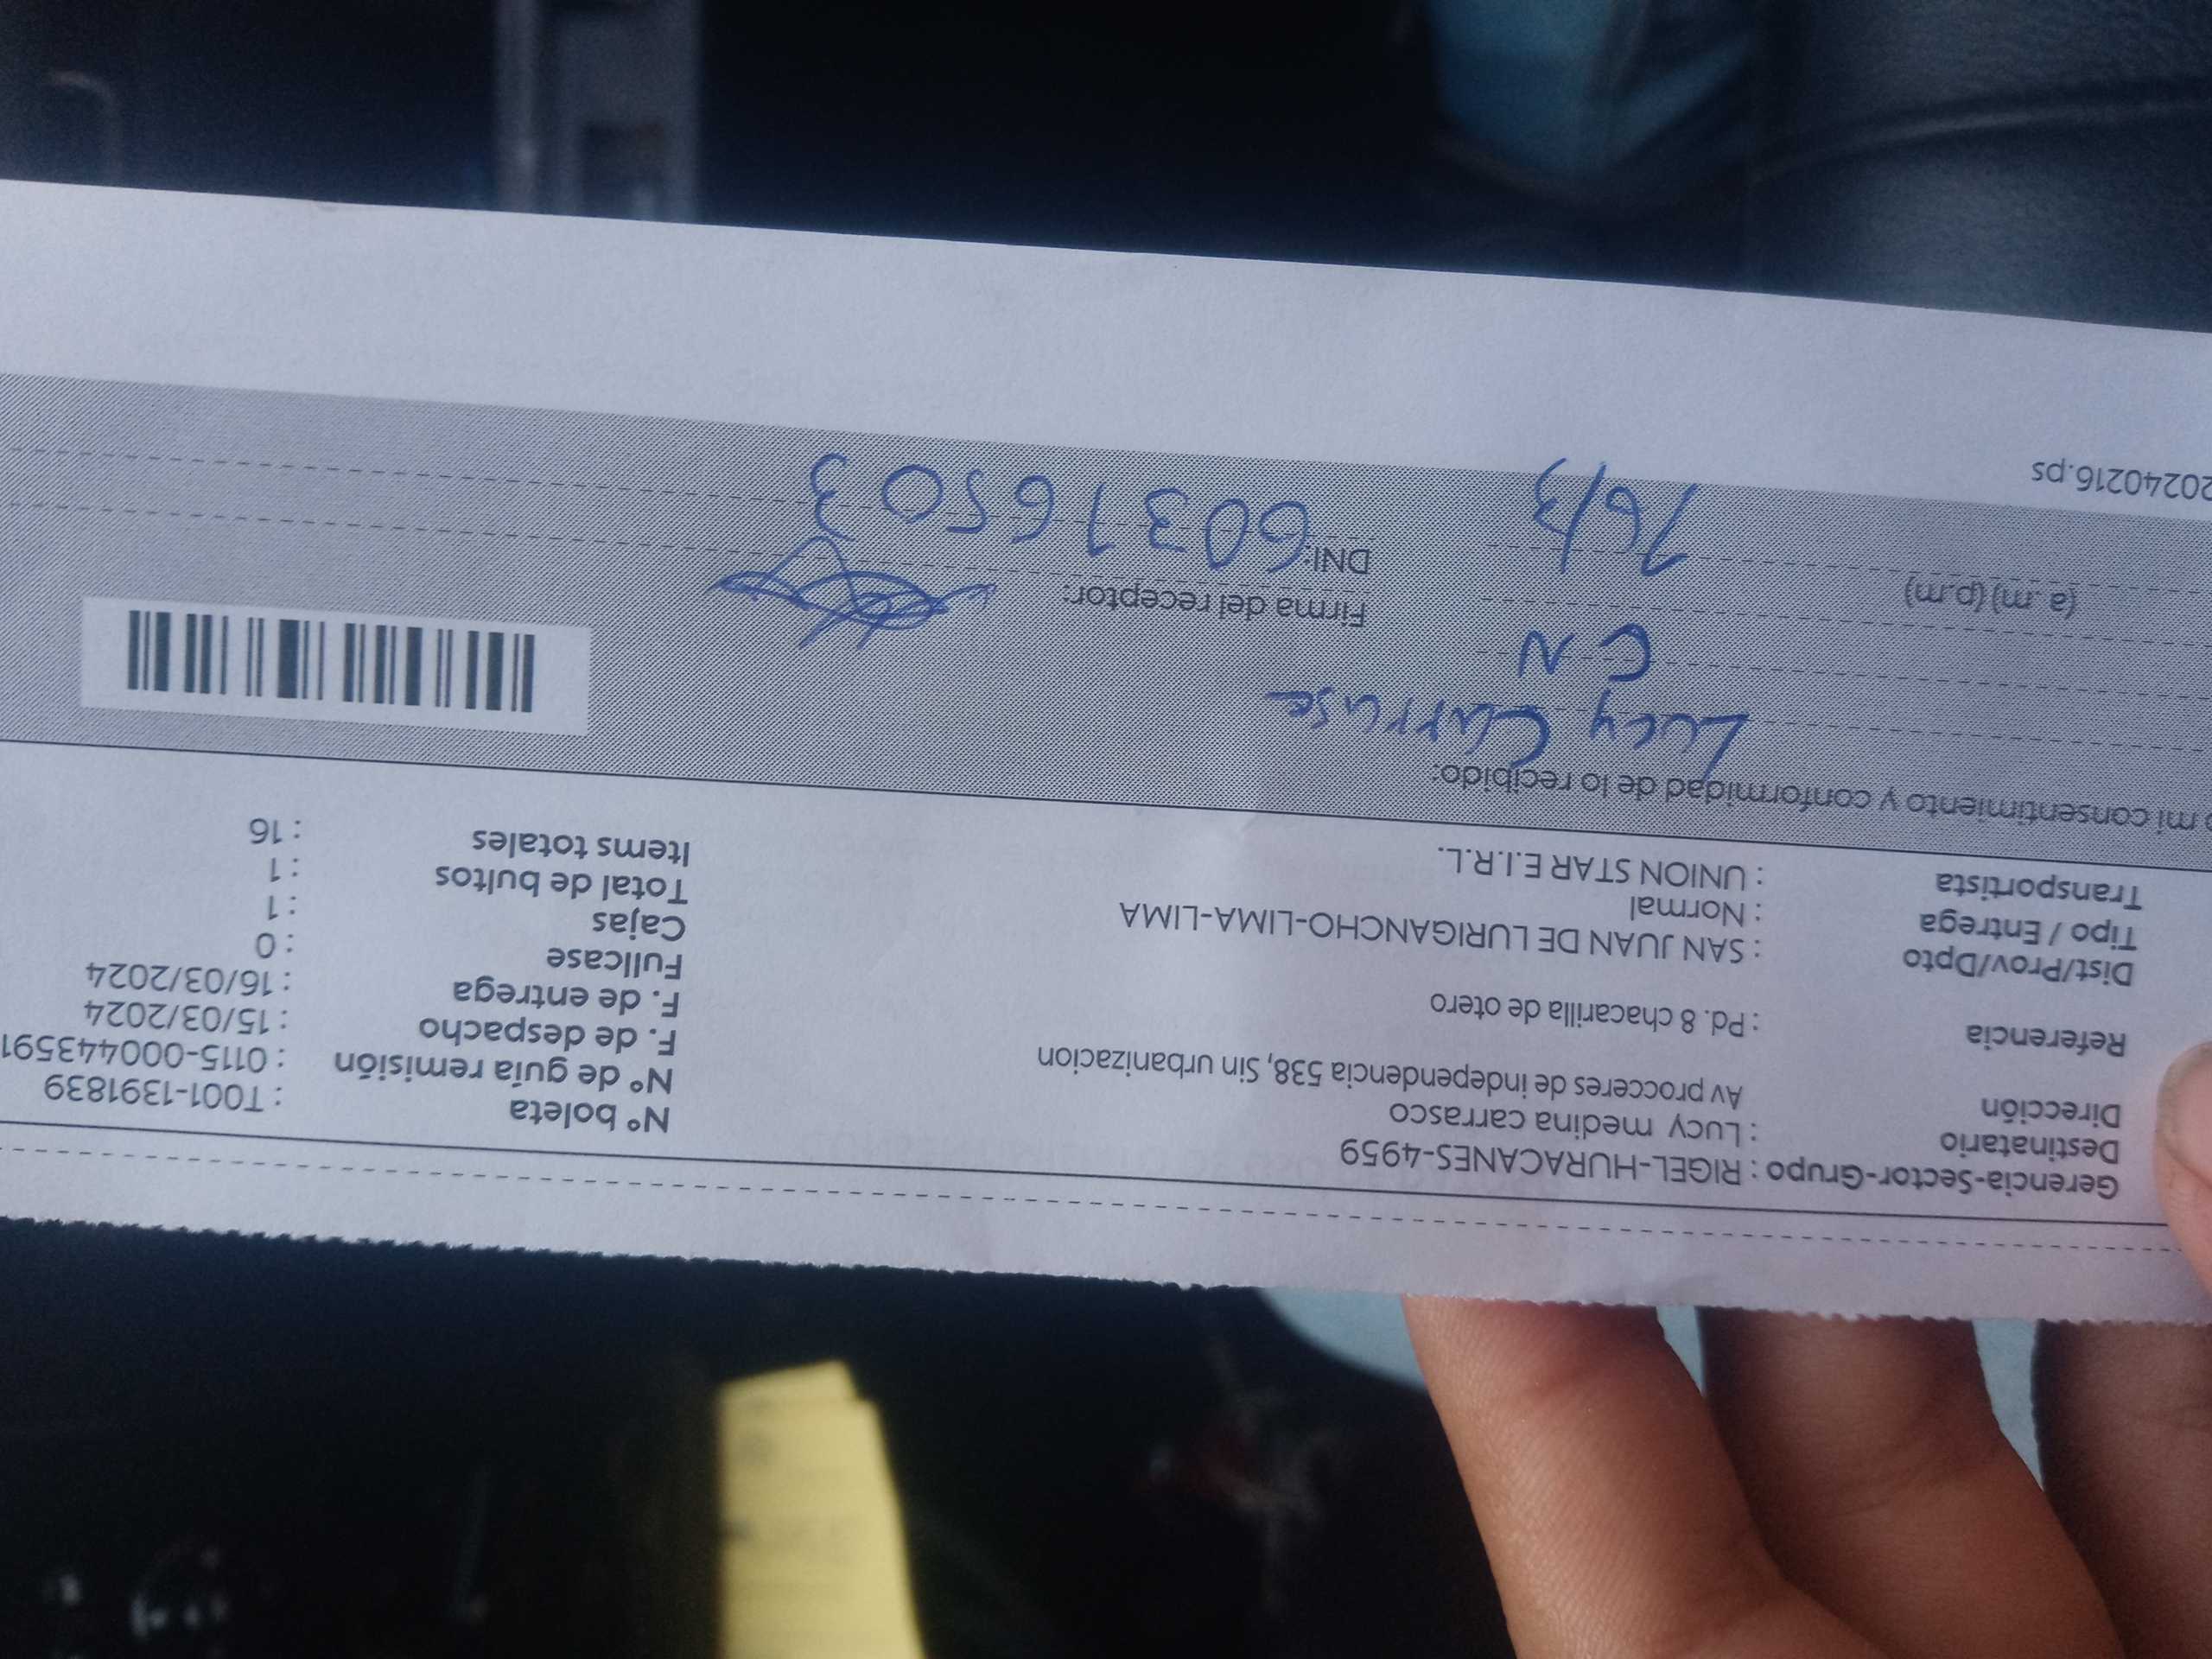 Gerencia-Sector-Grupo : RIGEL-HURACANES-4959
Destinatario : Lucy medina carrasco
Dirección Av procceres de independencia 538, Sin urbanizacion
Referencia : Pd. 8 chacarilla de otero
Dist/Prov/Dpto : SAN JUAN DE LURIGANCHO-LIMA-LIMA
Tipo / Entrega : Normal
Transportista : UNION STAR E.I.R.L.
N° boleta : T001-1391839
N° de guía remisión : 0115-000443591
F. de despacho : 15/03/2024
F. de entrega : 16/03/2024
Fullcase : 0
Cajas : 1
Total de bultos : 1
Items totales : 16
mi consentimiento y conformidad de lo recibido:
Lucy
CN
Firma del receptor:
(a.m) (p.m) 16/3
DNI: 60316503
20240216.ps